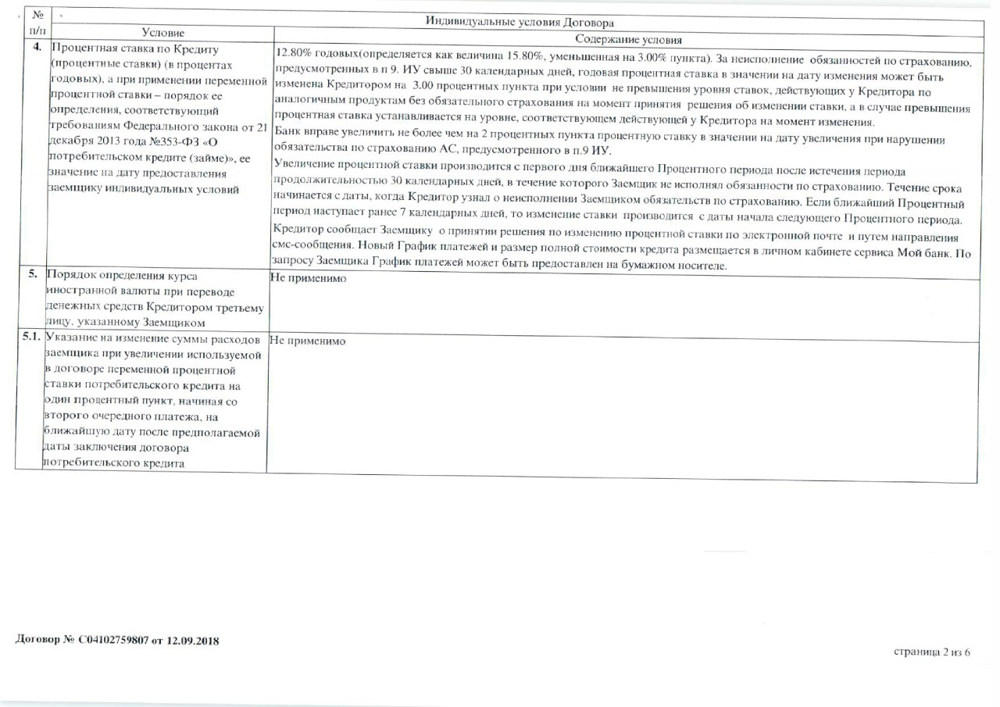 №
п/п
Индивидуальные условия Договора
Условие
Содержание условия
4.
Процентная ставка по Кредиту
(процентные ставки) (в процентах
годовых), а при применении переменной
процентной ставки – порядок ее
определения, соответствующий
требованиям Федерального закона от 21
декабря 2013 года №353-ФЗ «О
потребительском кредите (займе)», ее
значение на дату предоставления
заемщику индивидуальных условий
12.80% годовых(определяется как величина 15.80%, уменьшенная на 3.00% пункта). За неисполнение обязанностей по страхованию,
предусмотренных в п 9. ИУ свыше 30 календарных дней, годовая процентная ставка в значении на дату изменения может быть
изменена Кредитором на 3.00 процентных пункта при условии не превышения уровня ставок, действующих у Кредитора по
аналогичным продуктам без обязательного страхования на момент принятия решения об изменении ставки, а в случае превышения
процентная ставка устанавливается на уровне, соответствующем действующей у Кредитора на момент изменения.
Банк вправе увеличить не более чем на 2 процентных пункта процентную ставку в значении на дату увеличения при нарушении
обязательства по страхованию АС, предусмотренного в п.9 ИУ.
Увеличение процентной ставки производится с первого дня ближайшего Процентного периода после истечения периода
продолжительностью 30 календарных дней, в течение которого Заемщик не исполнял обязанности по страхованию. Течение срока
начинается с даты, когда Кредитор узнал о неисполнении Заемщиком обязательств по страхованию. Если ближайший Процентный
период наступает ранее 7 календарных дней, то изменение ставки производится с даты начала следующего Процентного периода.
Кредитор сообщает Заемщику о принятии решения по изменению процентной ставки по электронной почте и путем направления
смс-сообщения. Новый График платежей и размер полной стоимости кредита размещается в личном кабинете сервиса Мой банк. По
запросу Заемщика График платежей может быть предоставлен на бумажном носителе.
5.
Порядок определения курса
иностранной валюты при переводе
денежных средств Кредитором третьему
лицу, указанному Заемщиком
Не применимо
5.1.
Указание на изменение суммы расходов
заемщика при увеличении используемой
в договоре переменной процентной
ставки потребительского кредита на
один процентный пункт, начиная со
второго очередного платежа, на
ближайшую дату после предполагаемой
даты заключения договора
потребительского кредита
Не применимо
Договор № С04102759807 от 12.09.2018
страница 2 из 6